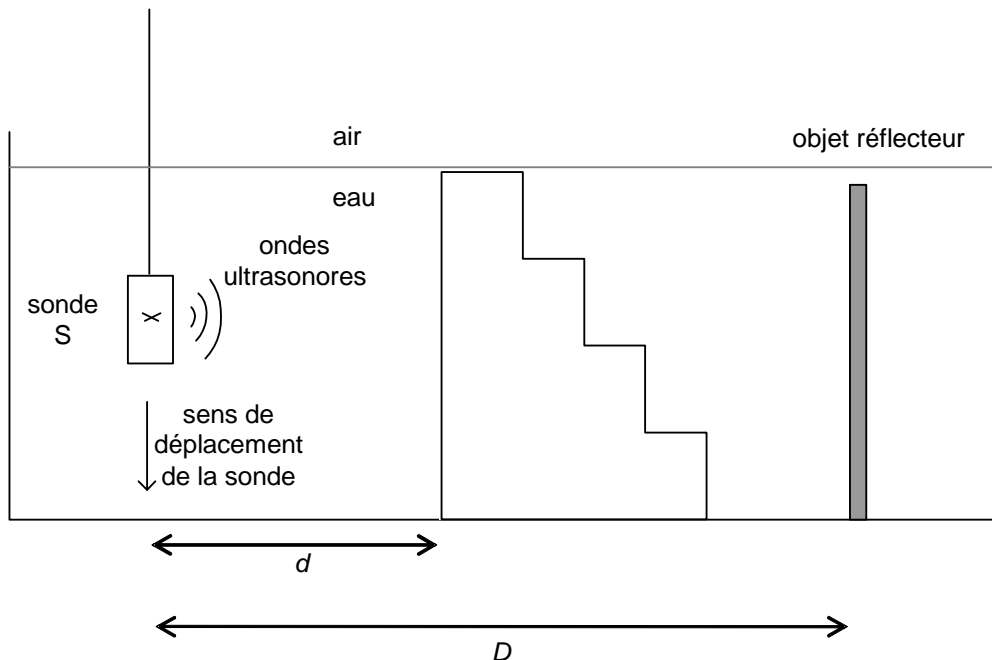 air
objet réflecteur
eau
ondes
ultrasonores
sonde
S
sens de
déplacement
de la sonde
d
D